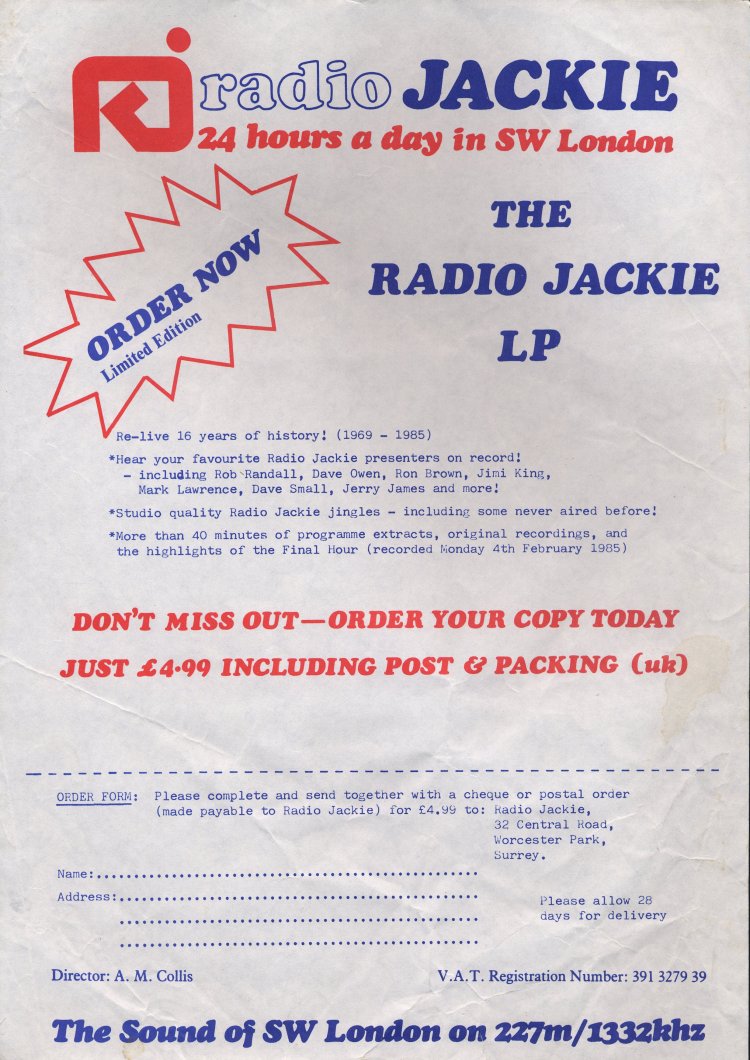 radio JACKIE
24 hours a day in SW London
THE
RADIO JACKIE
LP
ORDER NOW
Limited Edition
Re-live 16 years of history! (1969 - 1985)
*Hear your favourite Radio Jackie presenters on record!
- including Rob Randall, Dave Owen, Ron Brown, Jimi King,
Mark Lawrence, Dave Small, Jerry James and more!
*Studio quality Radio Jackie jingles - including some never aired before!
*More than 40 minutes of programme extracts, original recordings, and
the highlights of the Final Hour (recorded Monday 4th February 1985)
DON'T MISS OUT—ORDER YOUR COPY TODAY
JUST £4·99 INCLUDING POST & PACKING (uk)
ORDER FORM: Please complete and send together with a cheque or postal order
(made payable to Radio Jackie) for £4.99 to: Radio Jackie,
32 Central Road,
Worcester Park,
Surrey.
Name:
Address:
Please allow 28
days for delivery
Director: A. M. Collis
V.A.T. Registration Number: 391 3279 39
The Sound of SW London on 227m/1332khz